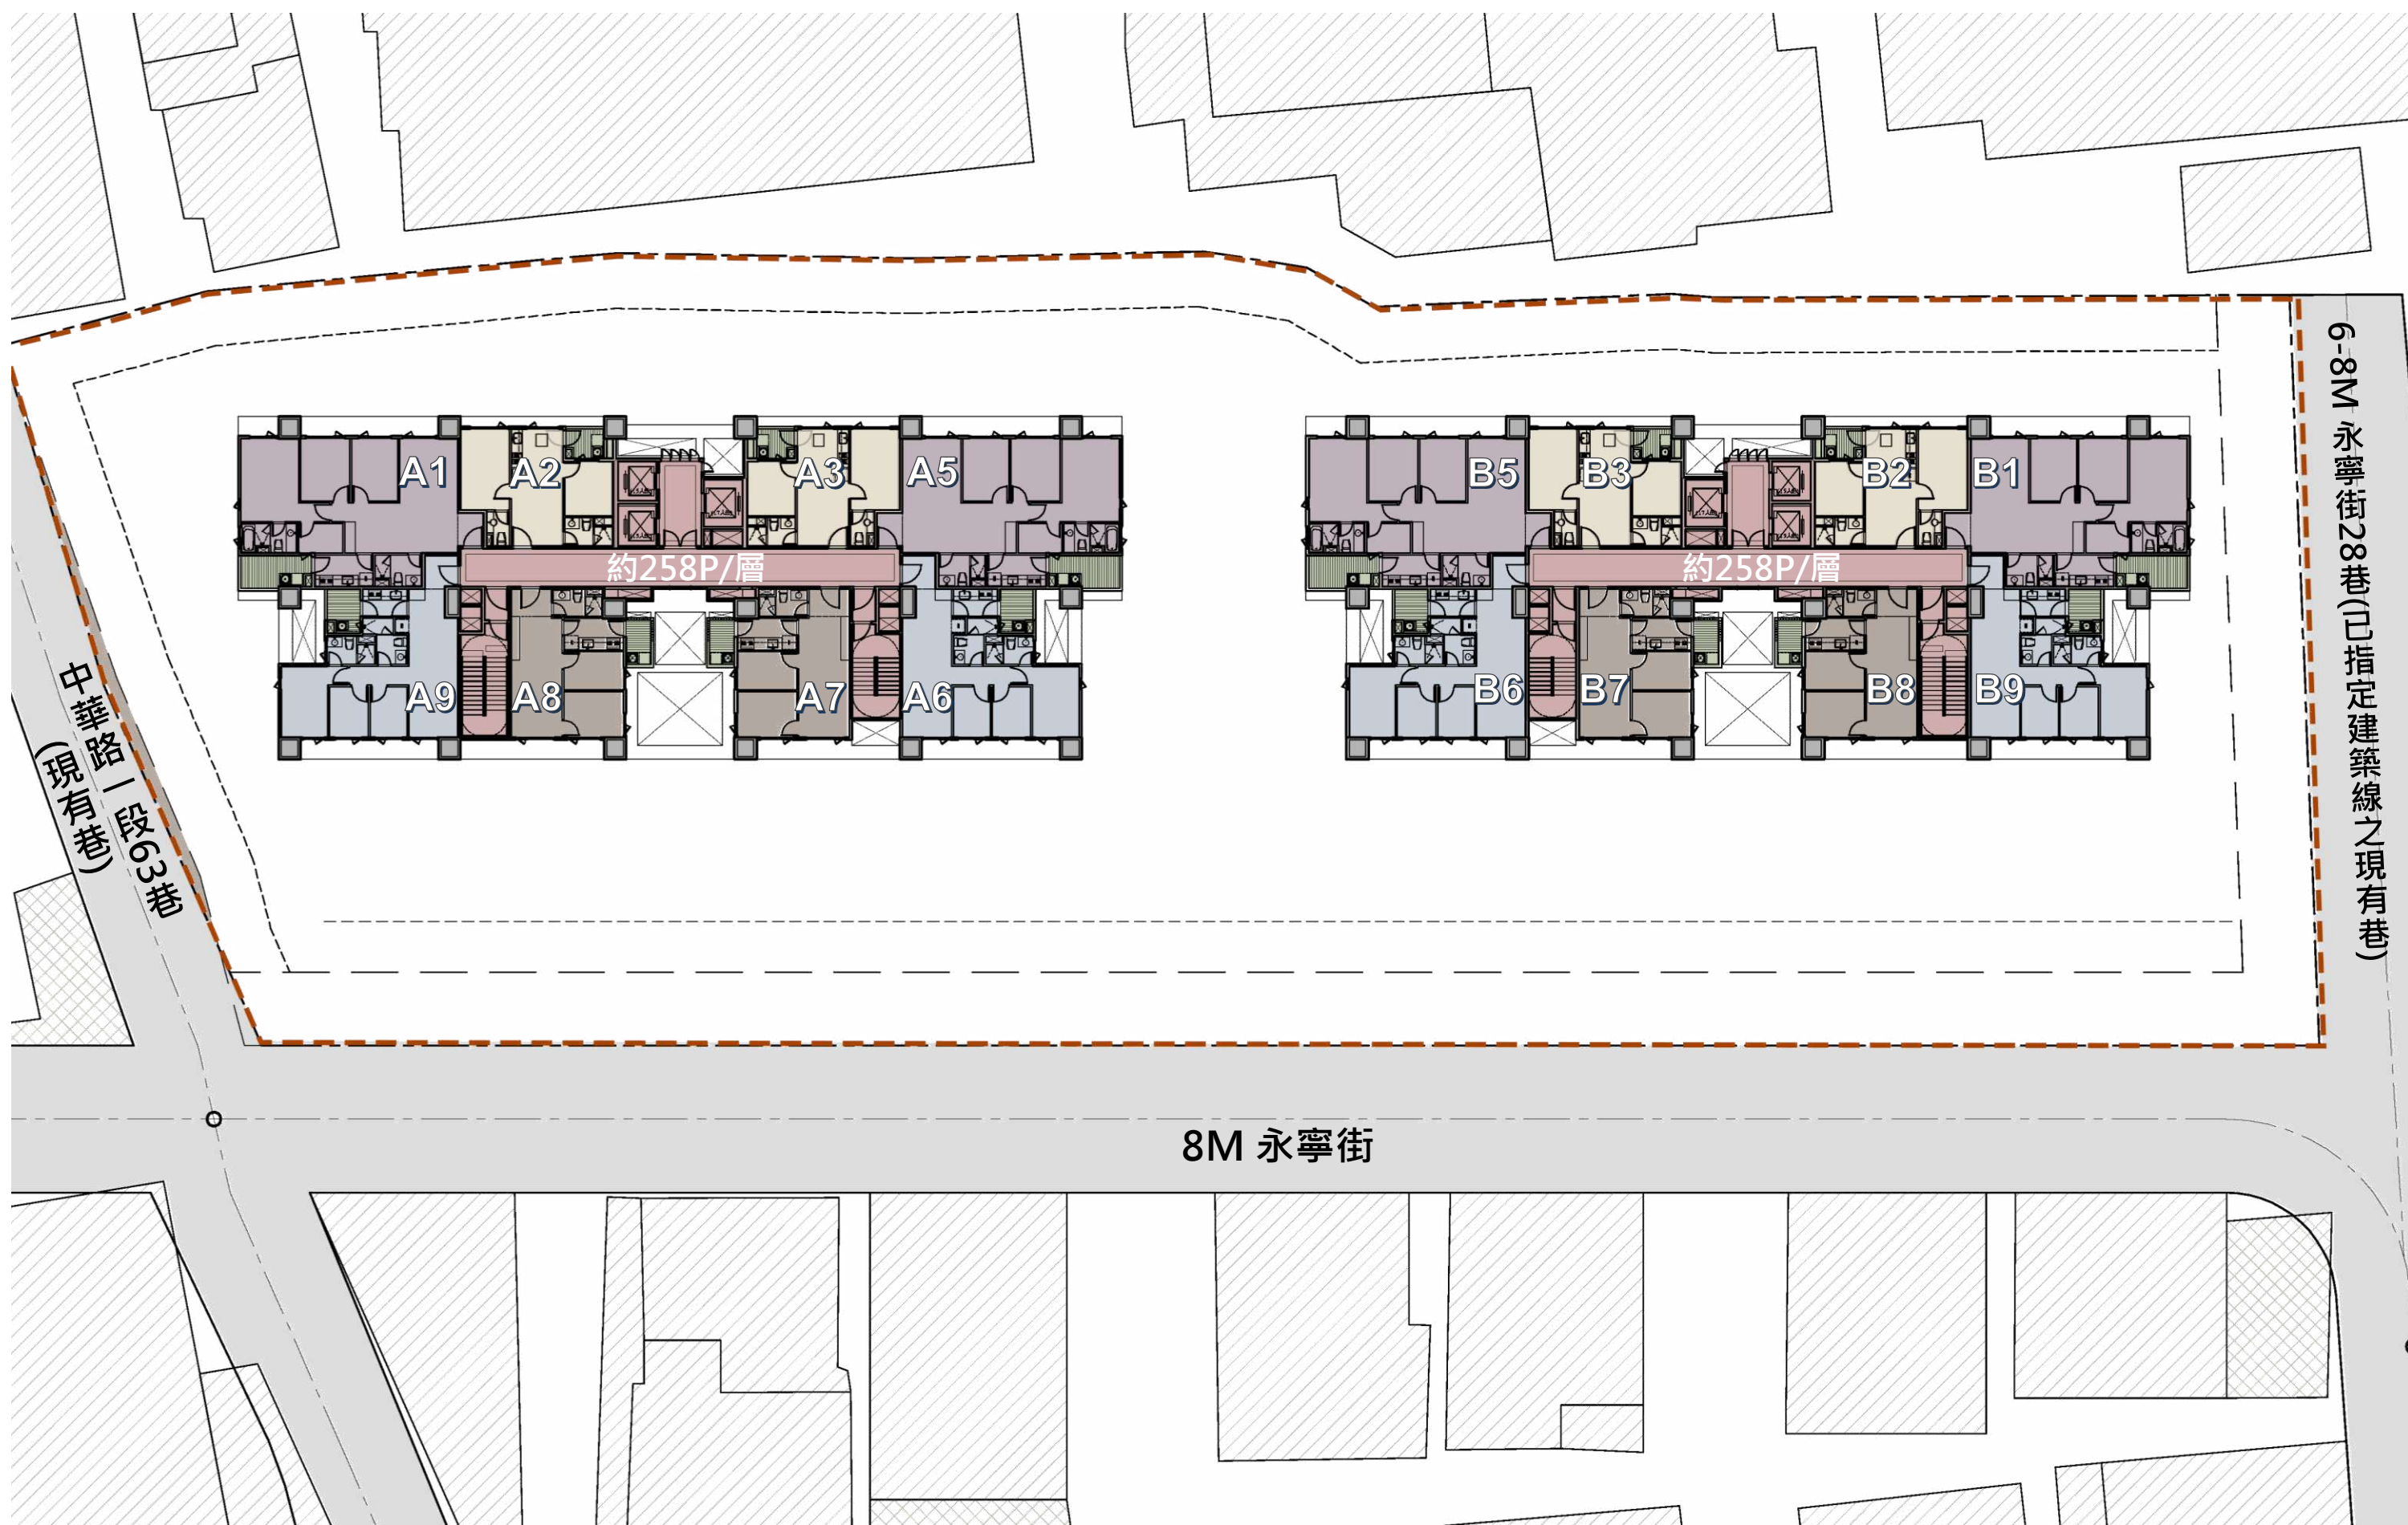 A1 A2 A3 A5
約258P/層
A9 A8 A7 A6
B5 B3 B2 B1
約258P/層
B6 B7 B8 B9
中華路一段63巷
(現有巷)
6-8M 永寧街28巷(已指定建築線之現有巷)
8M 永寧街